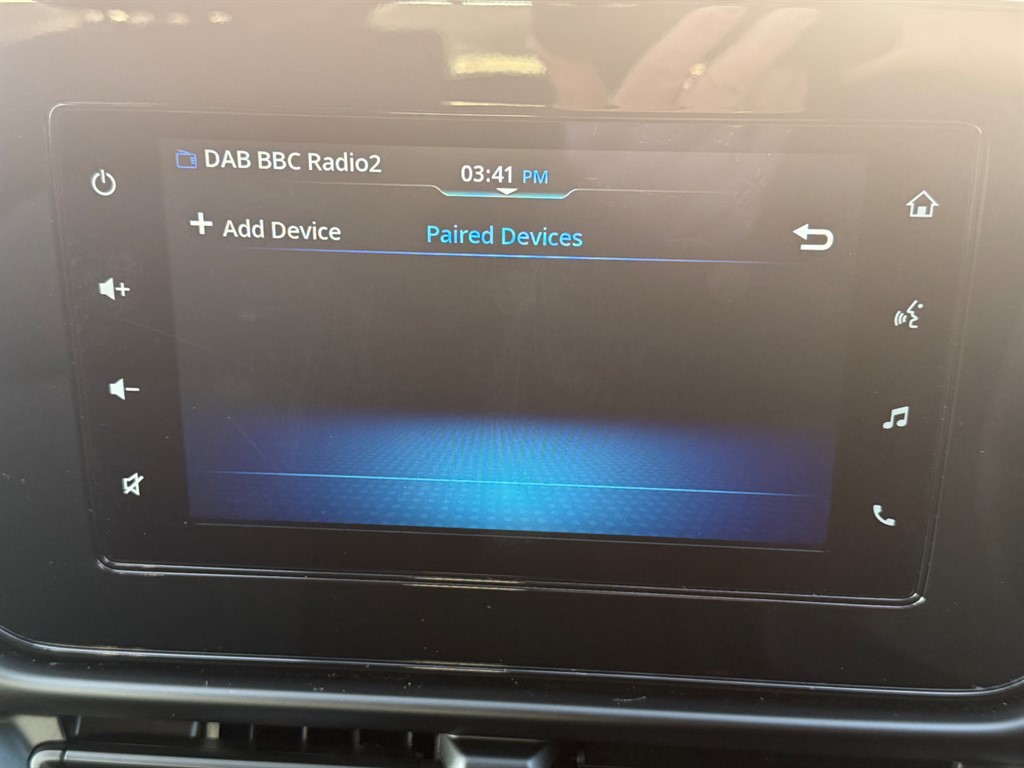 DAB BBC Radio2
03:41 PM
+ Add Device
Paired Devices